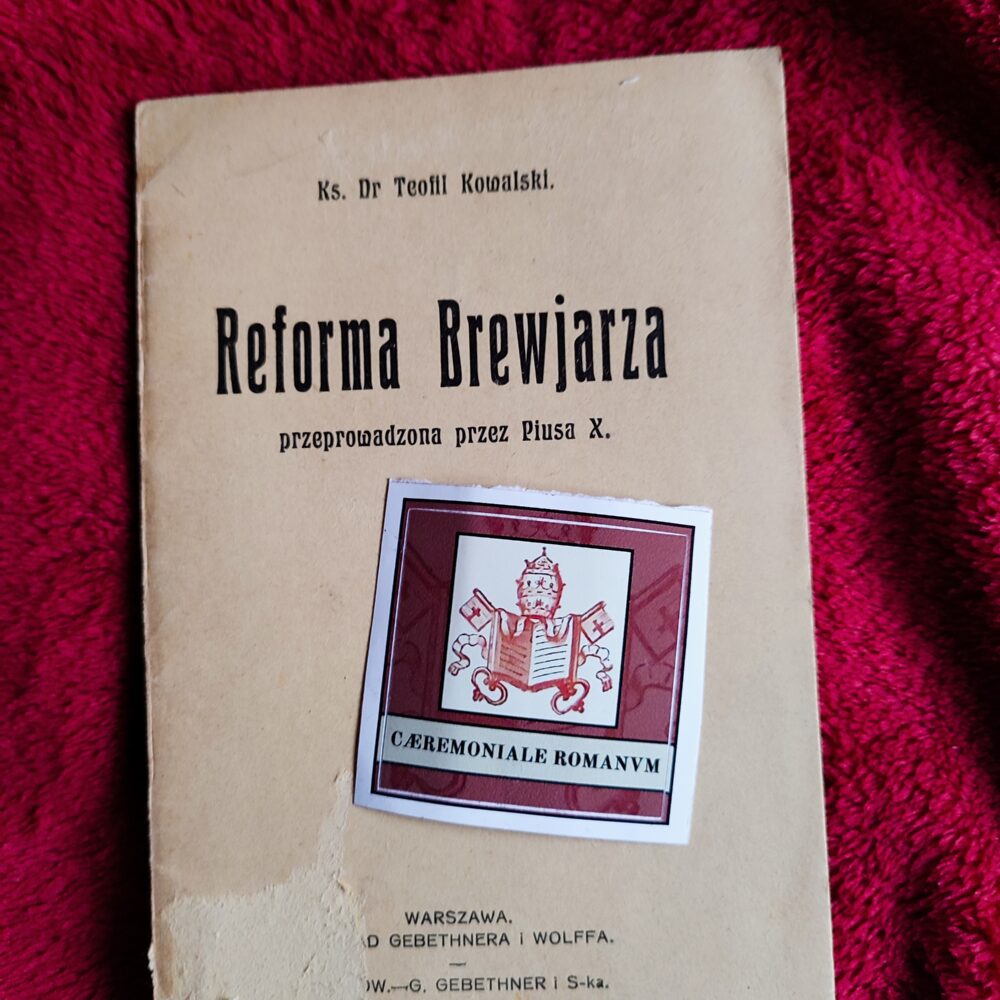 Ks. Dr Teofil Kowalski.
Reforma Brewjarza
przeprowadzona przez Piusa X.
CÆREMONIALE ROMANVM
WARSZAWA.
GEBETHNERA i WOLFFA.
G. GEBETHNER i S-ka.